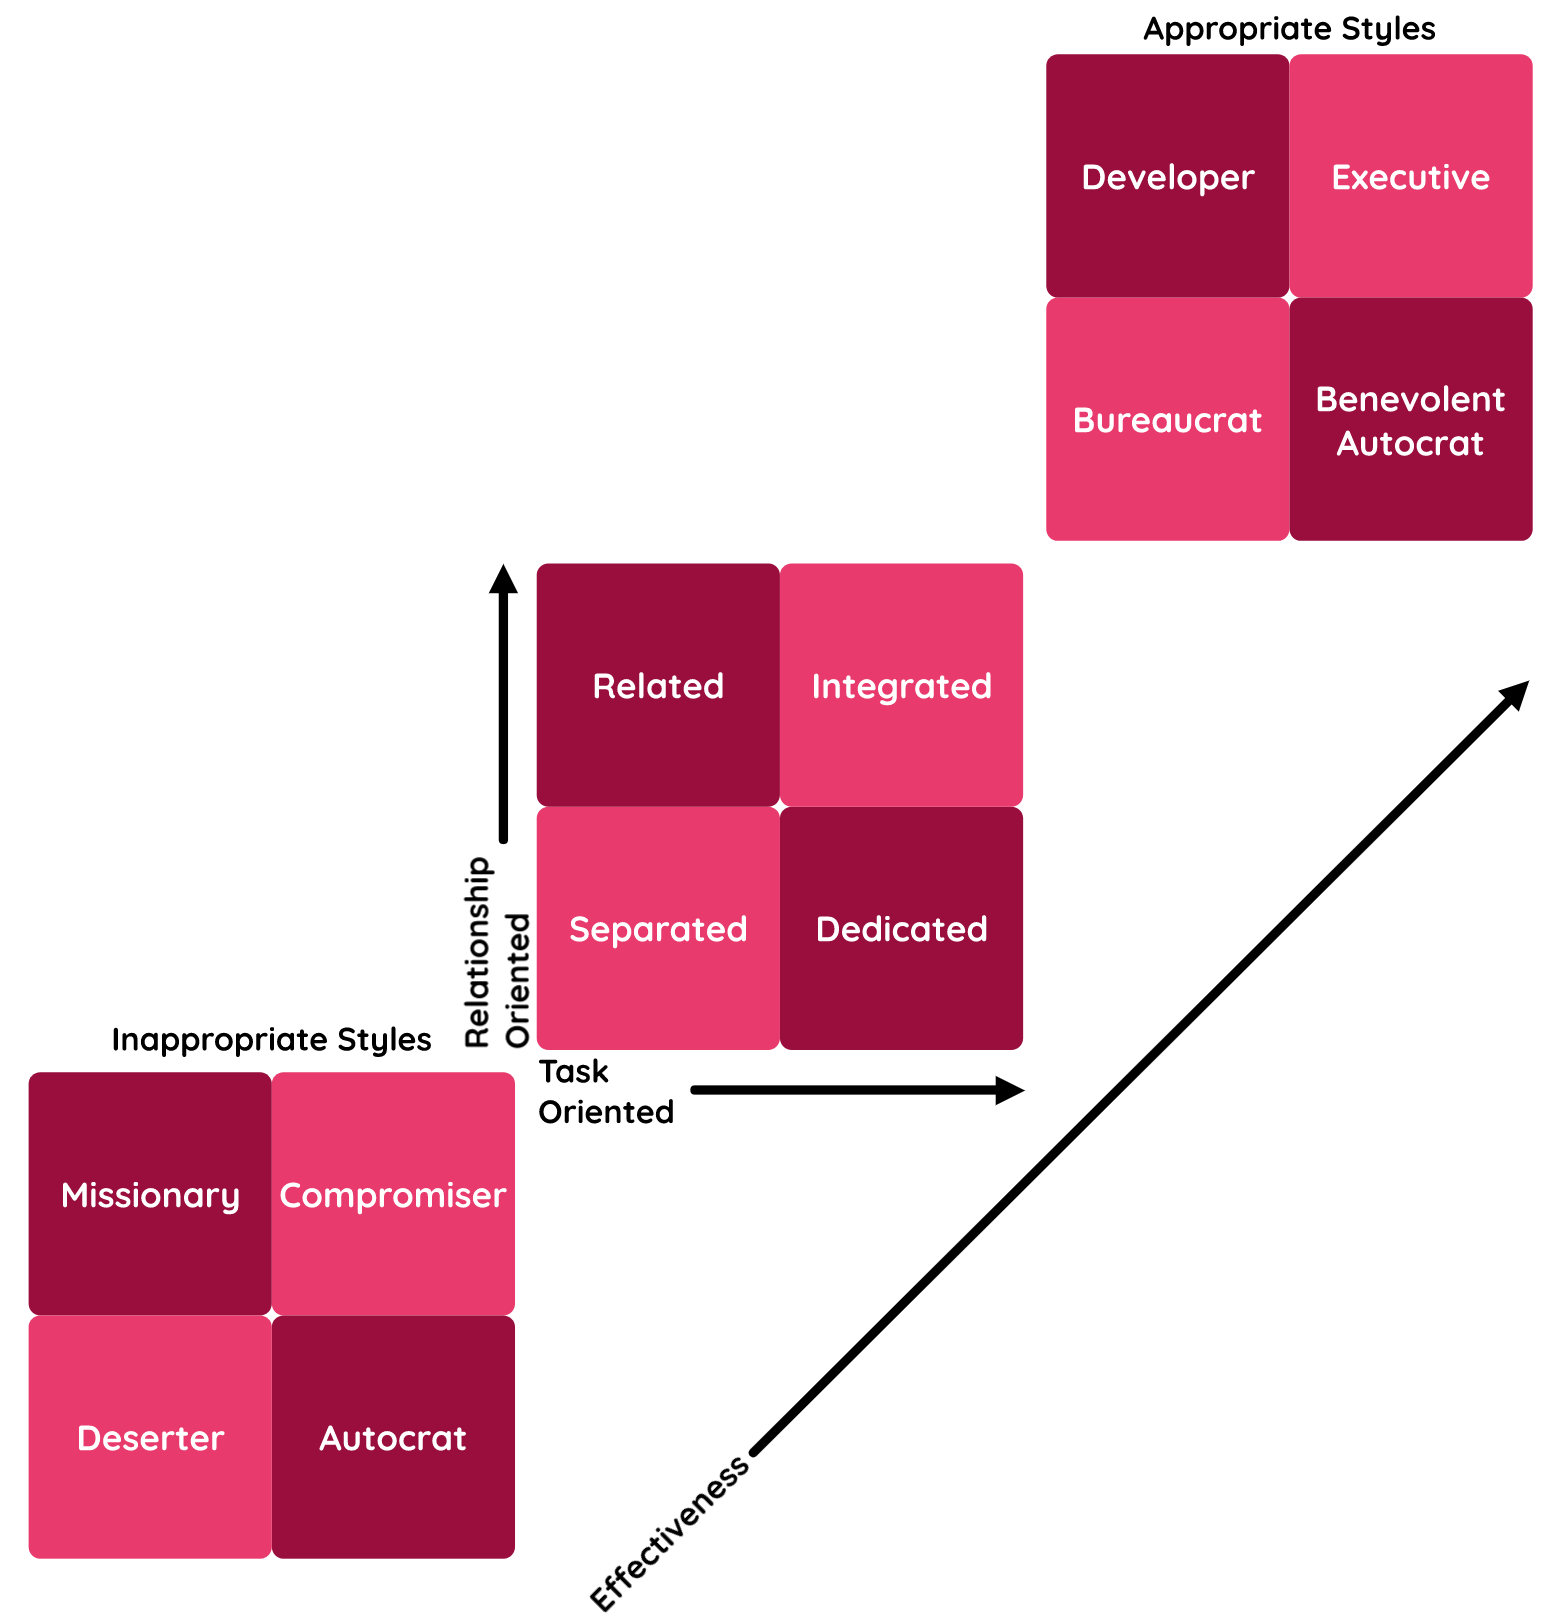 Appropriate Styles
Developer
Executive
Bureaucrat
Benevolent
Autocrat
Related
Integrated
Separated
Dedicated
Relationship
Oriented
Task
Oriented
Inappropriate Styles
Missionary
Compromiser
Deserter
Autocrat
Effectiveness